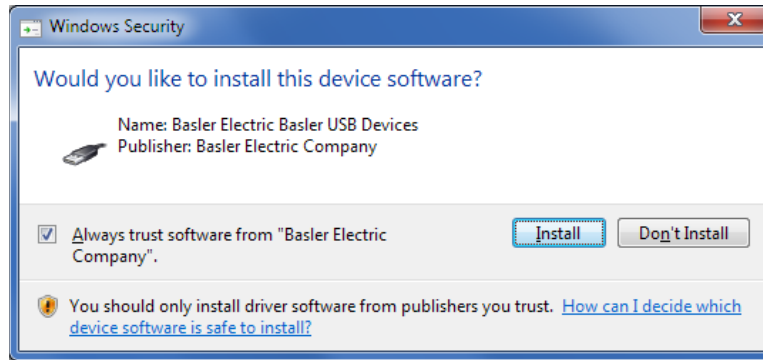 Windows Security
Would you like to install this device software?
Name: Basler Electric Basler USB Devices
Publisher: Basler Electric Company
Always trust software from "Basler Electric
Company".
Install
Don't Install
You should only install driver software from publishers you trust. How can I decide which
device software is safe to install?